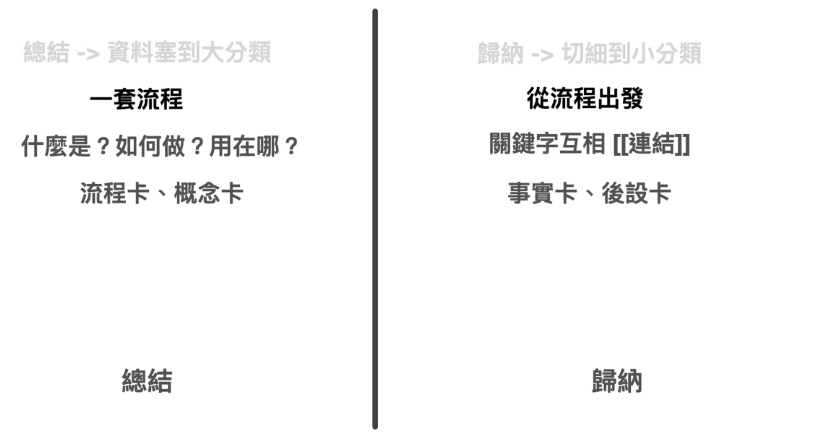 總結 -> 資料塞到大分類
一套流程
什麼是？如何做？用在哪？
流程卡、概念卡
總結
歸納 -> 切細到小分類
從流程出發
關鍵字互相 [[連結]]
事實卡、後設卡
歸納